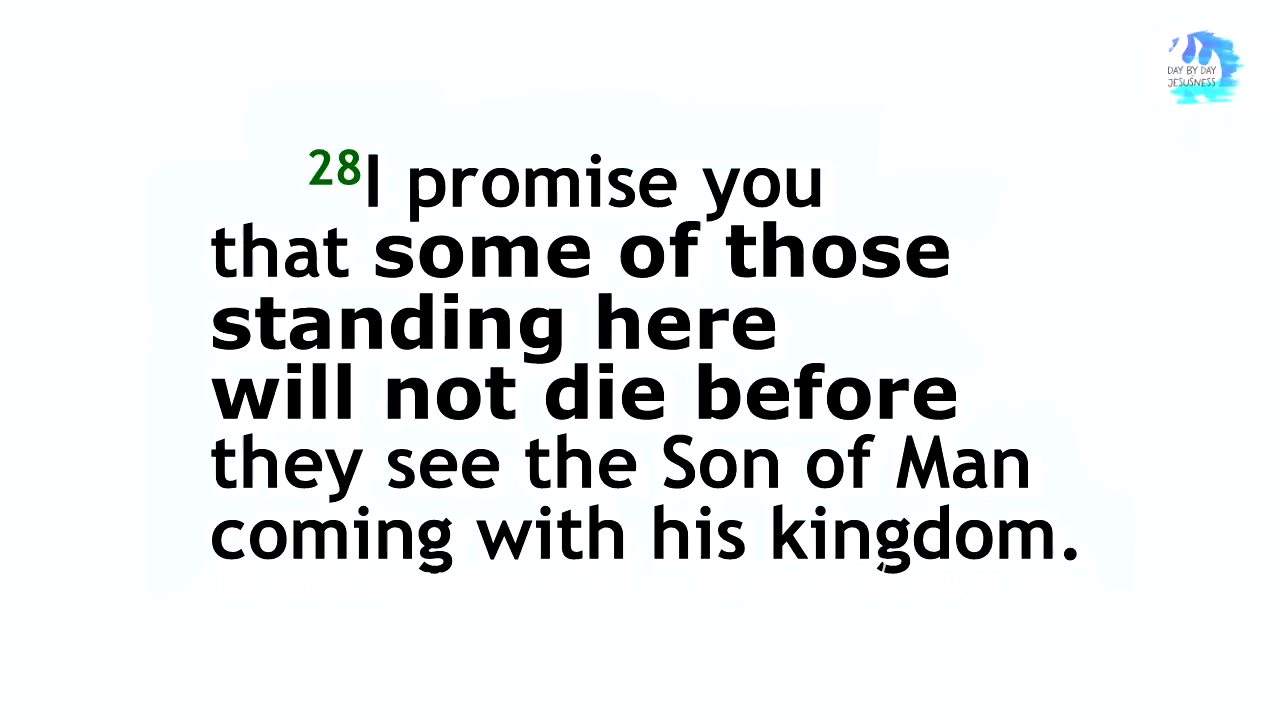 DAY BY DAY
JESUSNESS
28I promise you
that some of those
standing here
will not die before
they see the Son of Man
coming with his kingdom.